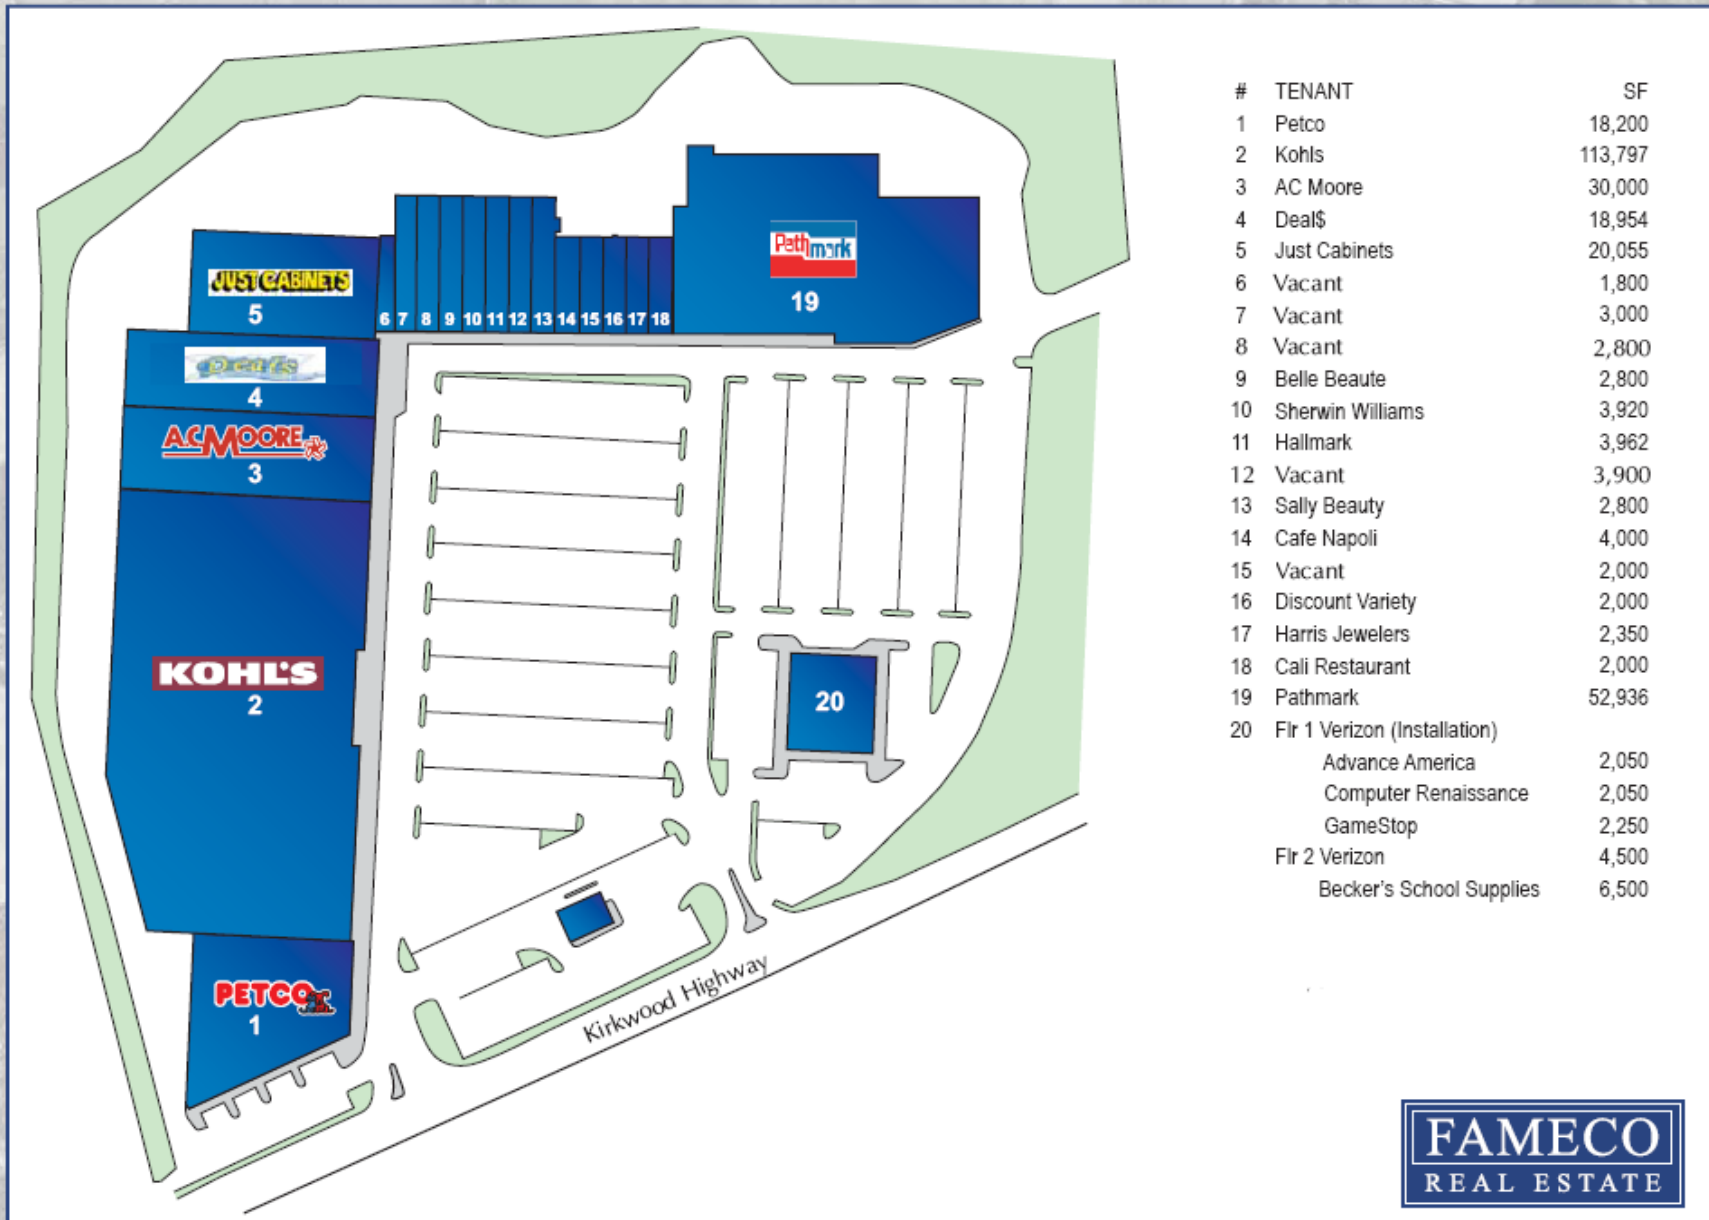 # TENANT SF
1 Petco 18,200
2 Kohls 113,797
3 AC Moore 30,000
4 Deal$ 18,954
5 Just Cabinets 20,055
6 Vacant 1,800
7 Vacant 3,000
8 Vacant 2,800
9 Belle Beaute 2,800
10 Sherwin Williams 3,920
11 Hallmark 3,962
12 Vacant 3,900
13 Sally Beauty 2,800
14 Cafe Napoli 4,000
15 Vacant 2,000
16 Discount Variety 2,000
17 Harris Jewelers 2,350
18 Cali Restaurant 2,000
19 Pathmark 52,936
20 Flr 1 Verizon (Installation)
Advance America 2,050
Computer Renaissance 2,050
GameStop 2,250
Flr 2 Verizon 4,500
Becker's School Supplies 6,500
Pathmark
19
JUST CABINETS
5
6 7 8 9 10 11 12 13 14 15 16 17 18
Deals
4
A.C.MOORE
3
KOHL'S
2
20
PETCO
1
Kirkwood Highway
FAMECO
REAL ESTATE